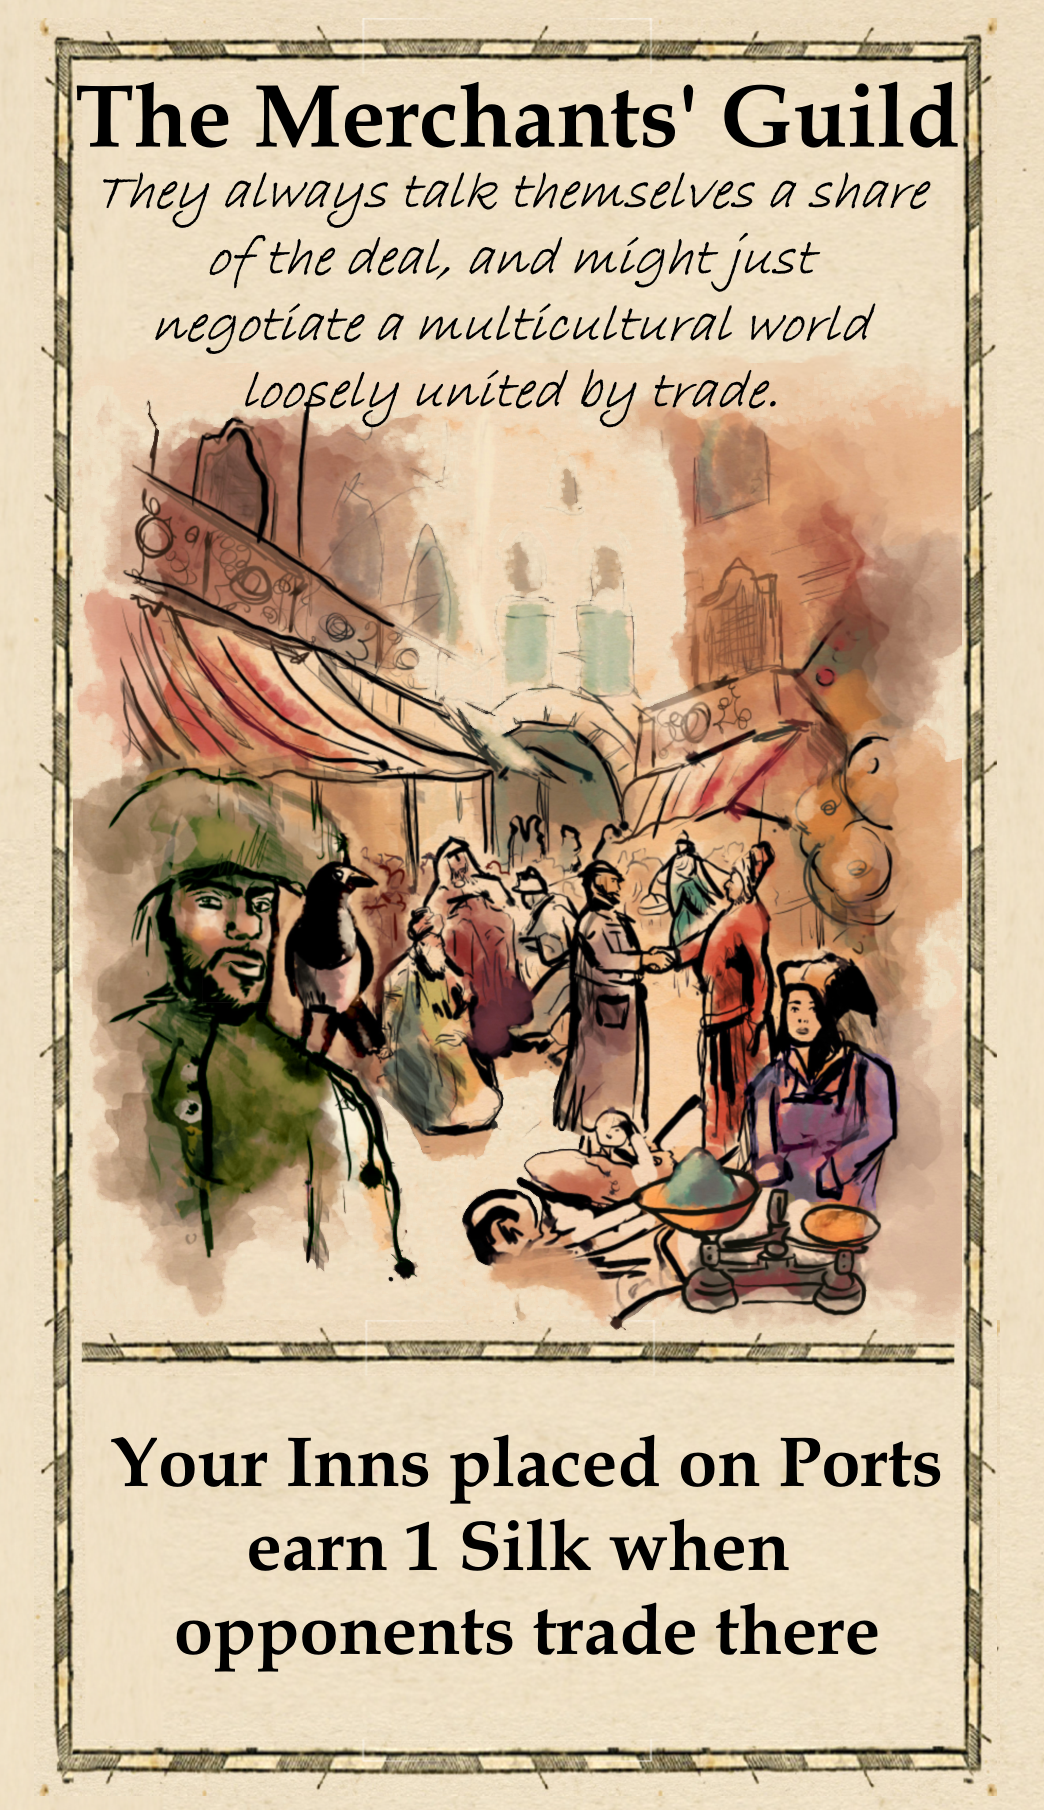 The Merchants' Guild
They always talk themselves a share
of the deal, and might just
negotiate a multicultural world
loosely united by trade.
Your Inns placed on Ports
earn 1 Silk when
opponents trade there